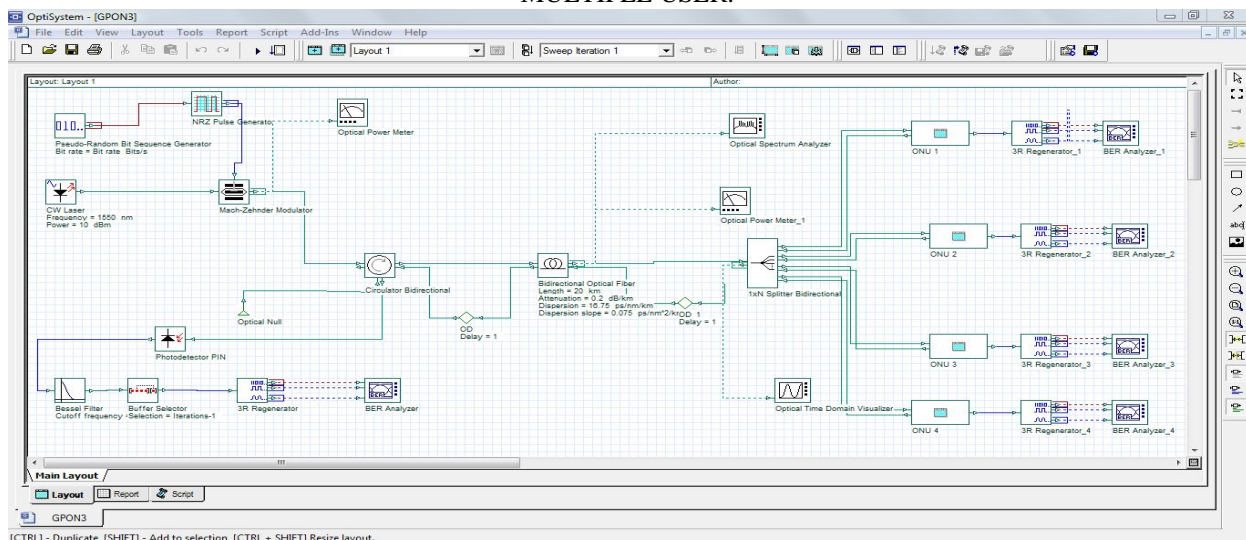 MULTIPLE USER.
OptiSystem - [GPON3]
File Edit View Layout Tools Report Script Add-Ins Window Help
Layout 1
Sweep Iteration 1
Layout: Layout 1
Author:
NRZ Pulse Generator
Optical Power Meter
Pseudo-Random Bit Sequence Generator
Bit rate = Bit rate Bits/s
CW Laser
Frequency = 1550 nm
Power = 10 dBm
Mach-Zehnder Modulator
Optical Spectrum Analyzer
Optical Power Meter_1
ONU 1
3R Regenerator_1
BER Analyzer_1
ONU 2
3R Regenerator_2
BER Analyzer_2
Circulator Bidirectional
Bidirectional Optical Fiber
Length = 20 km
Attenuation = 0.2 dB/km
Dispersion = 16.75 ps/nm/km
Dispersion slope = 0.075 ps/nm^2/k
1xN Splitter Bidirectional
OD_1
Delay = 1
Optical Null
OD
Delay = 1
Photodetector PIN
ONU 3
3R Regenerator_3
BER Analyzer_3
Bessel Filter
Cutoff frequency
Buffer Selector
Selection = Iterations-1
3R Regenerator
BER Analyzer
Optical Time Domain Visualizer
ONU 4
3R Regenerator_4
BER Analyzer_4
Main Layout
Layout Report Script
GPON3
[CTRL] - Duplicate, [SHIFT] - Add to selection, [CTRL + SHIFT] Resize layout.